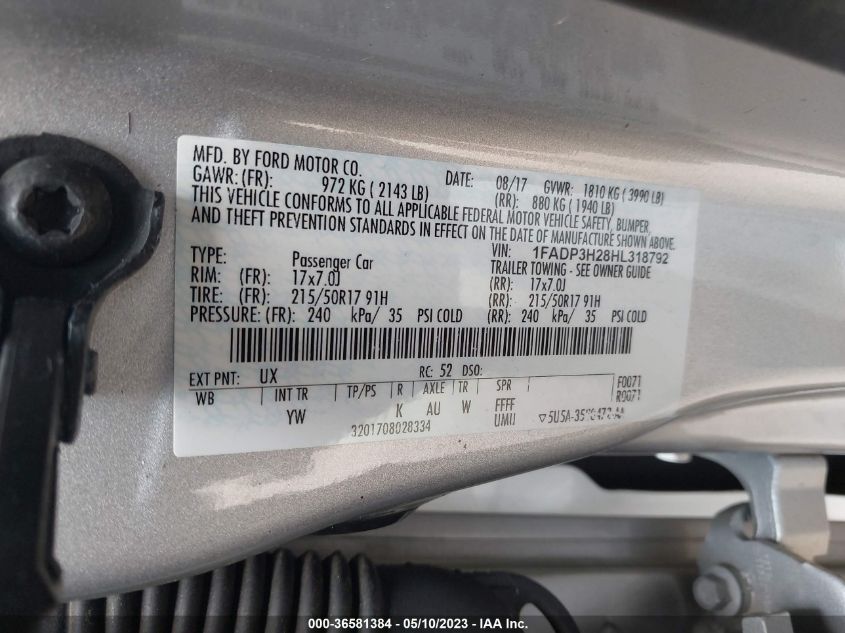 MFD. BY FORD MOTOR CO.
DATE: 08/17 GVWR: 1810 KG ( 3990 LB)
GAWR: (FR): 972 KG ( 2143 LB) (RR): 880 KG ( 1940 LB)
THIS VEHICLE CONFORMS TO ALL APPLICABLE FEDERAL MOTOR VEHICLE SAFETY, BUMPER,
AND THEFT PREVENTION STANDARDS IN EFFECT ON THE DATE OF MANUFACTURE SHOWN ABOVE.
VIN: 1FADP3H28HL318792
TYPE: Passenger Car TRAILER TOWING - SEE OWNER GUIDE
RIM: (FR): 17x7.0J (RR): 17x7.0J
TIRE: (FR): 215/50R17 91H (RR): 215/50R17 91H
PRESSURE: (FR): 240 kPa/ 35 PSI COLD (RR): 240 kPa/ 35 PSI COLD
EXT PNT: UX RC: 52 DSO: F0071
WB INT TR TP/PS R AXLE TR SPR R0071
YW K AU W FFFF
UMII
3201708028334
000-36581384 / 05/10/2023 - IAA Inc.